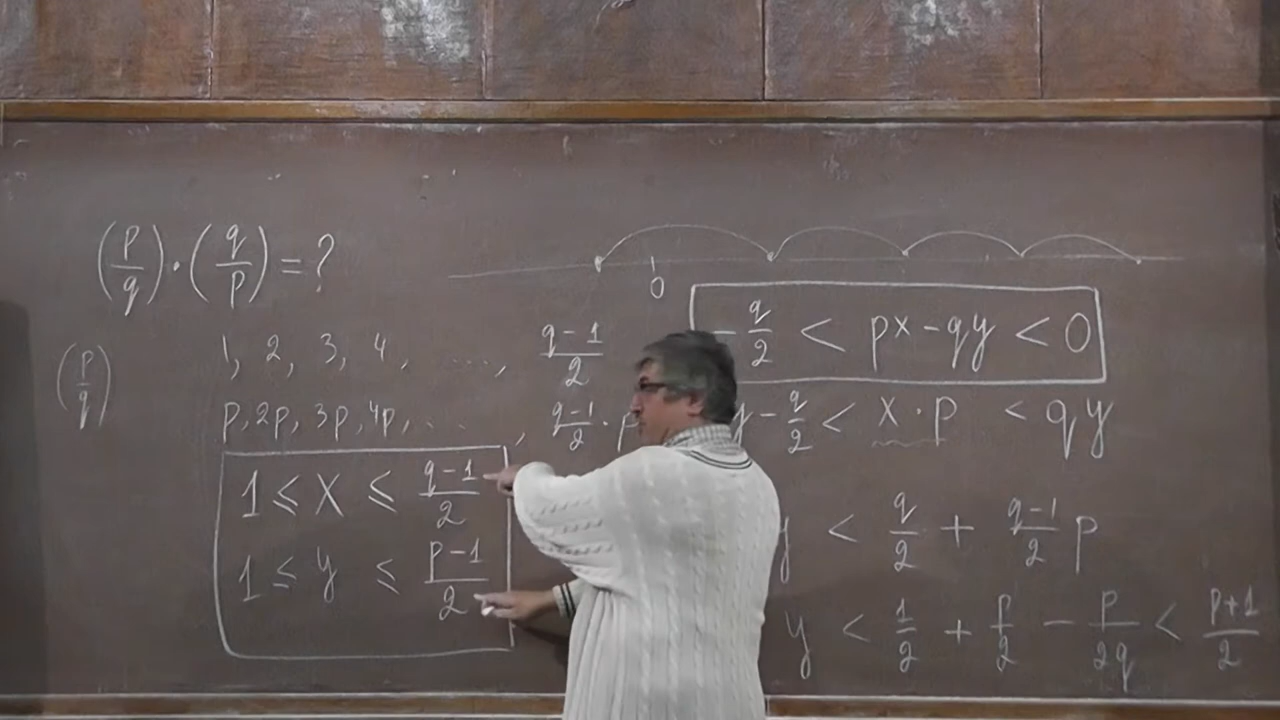 (p/q)·(q/p) = ?
0
-q/2 < px - qy < 0
(p/q)
1, 2, 3, 4, ....., (q-1)/2
p, 2p, 3p, 4p, ... , (q-1)/2 · p
y - q/2 < x · p < qy
1 ≤ x ≤ (q-1)/2
1 ≤ y ≤ (p-1)/2
y < q/2 + (q-1)/2 p
y < 1/2 + p/2 - p/2q < (p+1)/2